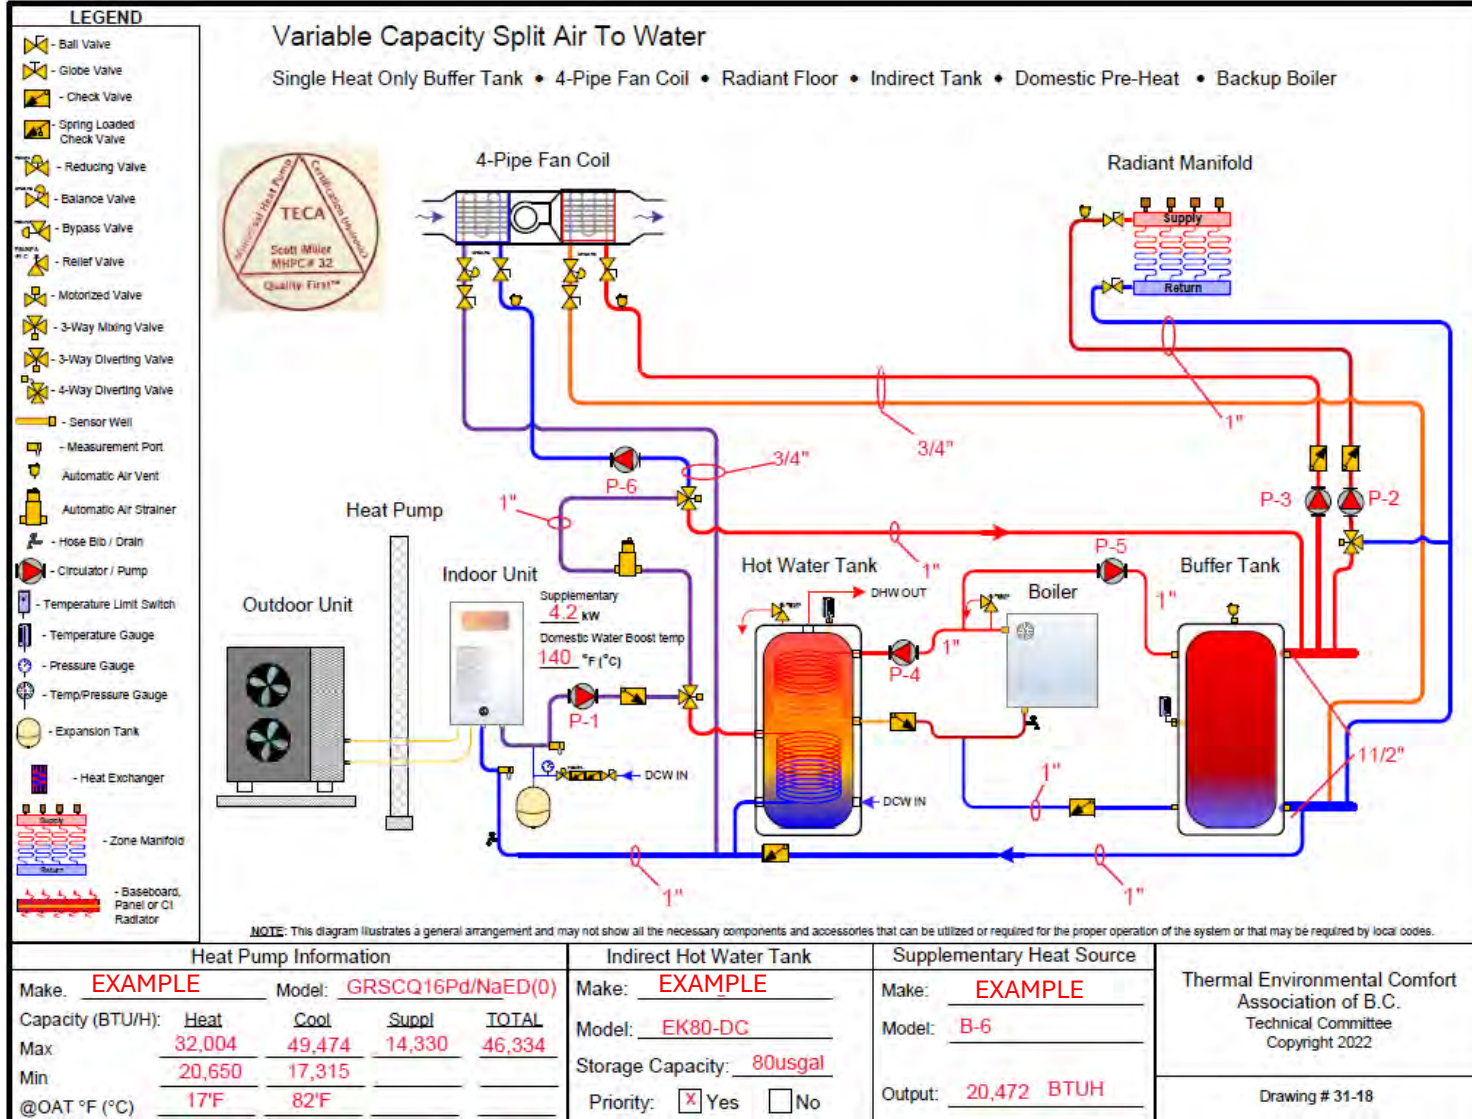 LEGEND
- Ball Valve
- Globe Valve
- Check Valve
- Spring Loaded
Check Valve
- Reducing Valve
- Balance Valve
- Bypass Valve
- Relief Valve
- Motorized Valve
- 3-Way Mixing Valve
- 3-Way Diverting Valve
- 4-Way Diverting Valve
- Sensor Well
- Measurement Port
Automatic Air Vent
Automatic Air Strainer
- Hose Bib / Drain
- Circulator / Pump
- Temperature Limit Switch
- Temperature Gauge
- Pressure Gauge
- Temp/Pressure Gauge
- Expansion Tank
- Heat Exchanger
Supply
- Zone Manifold
Return
- Baseboard,
Panel or CI
Radiator
Variable Capacity Split Air To Water
Single Heat Only Buffer Tank • 4-Pipe Fan Coil • Radiant Floor • Indirect Tank • Domestic Pre-Heat • Backup Boiler
Municipal Heat Pump
Certification (Hydronic)
TECA
Scott Miller
MHPC# 32
Quality First™
4-Pipe Fan Coil
Radiant Manifold
Supply
Return
1"
3/4"
3/4"
P-6
1"
P-3
P-2
Heat Pump
1"
P-5
Hot Water Tank
Buffer Tank
Indoor Unit
DHW OUT
Boiler
Outdoor Unit
Supplementary
4.2 kW
Domestic Water Boost temp
140 °F (°C)
1"
1"
P-4
P-1
11/2"
DCW IN
DCW IN
1"
1"
1"
NOTE: This diagram illustrates a general arrangement and may not show all the necessary components and accessories that can be utilized or required for the proper operation of the system or that may be required by local codes.
Heat Pump Information
Make. EXAMPLE Model: GRSCQ16Pd/NaED(0)
Capacity (BTU/H): Heat Cool Suppl TOTAL
Max 32,004 49,474 14,330 46,334
Min 20,650 17,315
@OAT °F (°C) 17'F 82'F
Indirect Hot Water Tank
Make: EXAMPLE
Model: EK80-DC
Storage Capacity: 80usgal
Priority: X Yes No
Supplementary Heat Source
Make: EXAMPLE
Model: B-6
Output: 20,472 BTUH
Thermal Environmental Comfort
Association of B.C.
Technical Committee
Copyright 2022
Drawing # 31-18